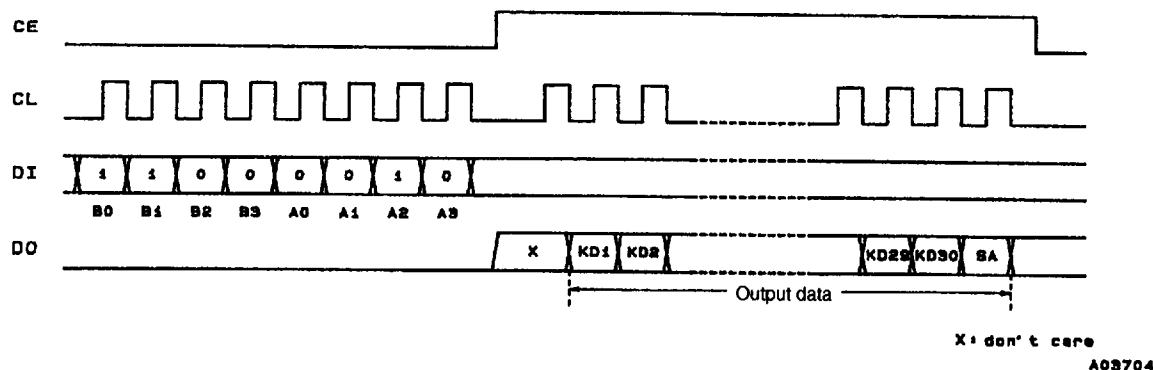 CE
CL
DI 1 1 0 0 0 0 1 0
B0 B1 B2 B3 A0 A1 A2 A3
DO X KD1 KD2 KD29 KD30 SA
Output data
X: don't care
A03704